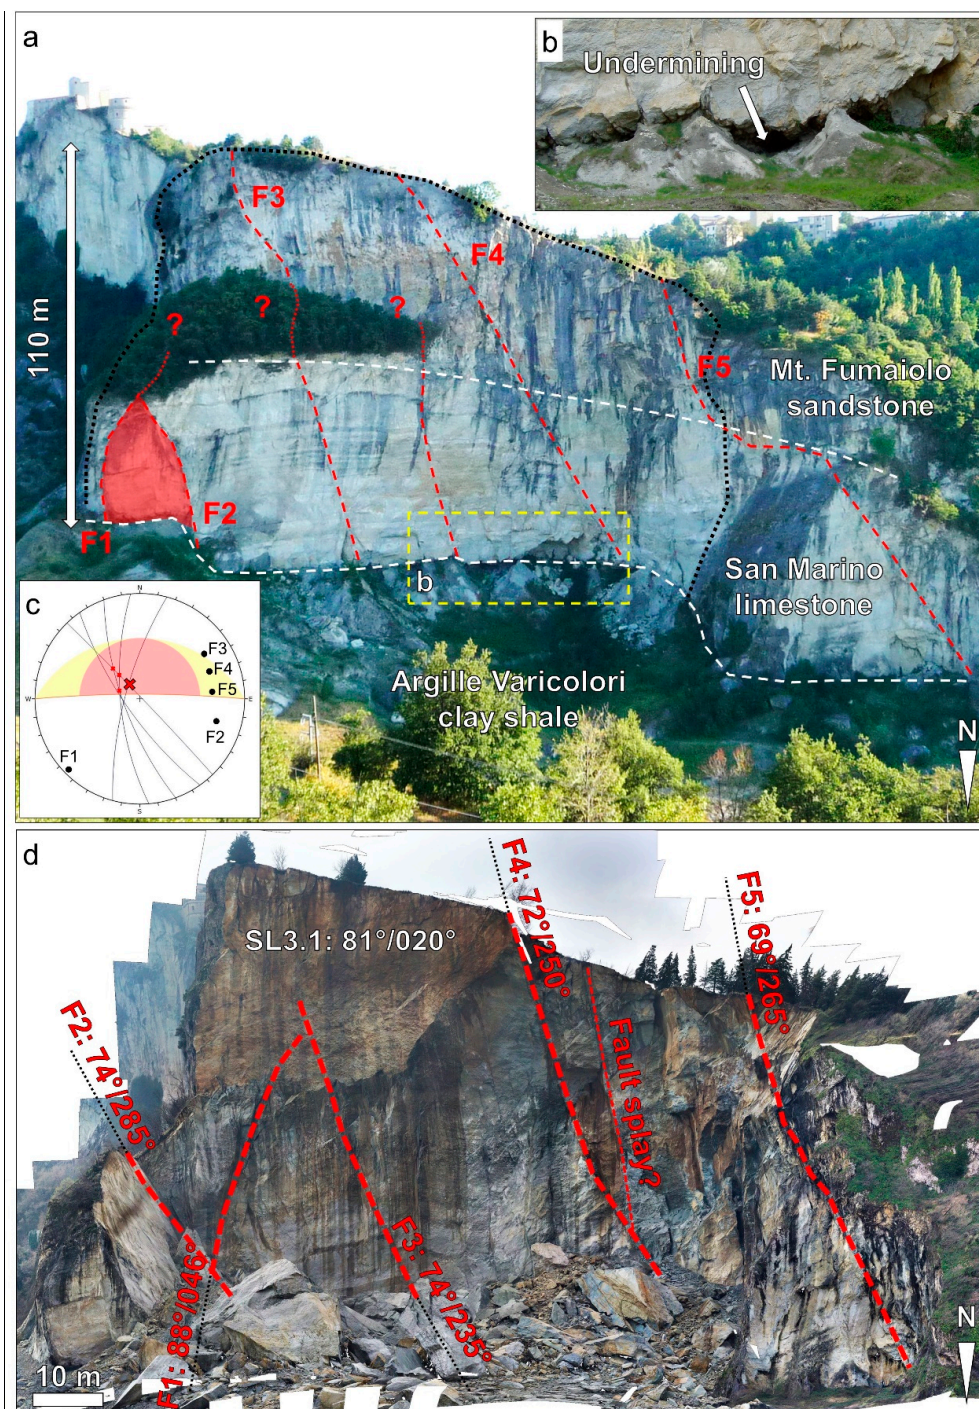 a
b
Undermining
F3
F4
?
?
?
110 m
F5
Mt. Fumaiolo
sandstone
F1
F2
b
San Marino
limestone
c
N
F3
F4
W
F5
E
F2
F1
S
Argille Varicolori
clay shale
N
d
SL3.1: 81°/020°
F4: 72°/250°
F5: 69°/265°
F2: 74°/285°
Fault splay?
F3: 74°/235°
F1: 88°/046°
10 m
N